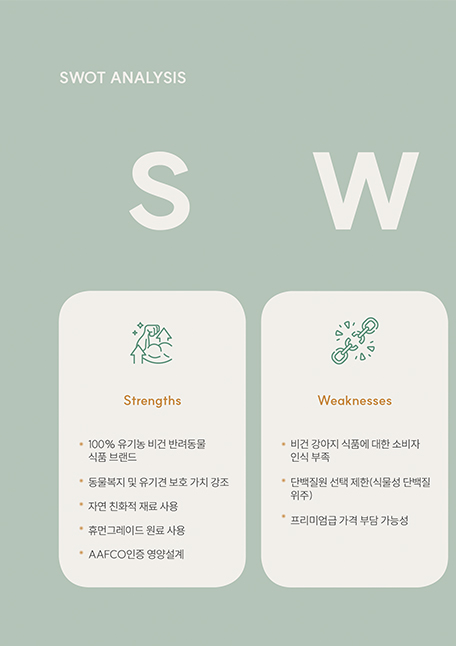 SWOT ANALYSIS
S
W
Strengths
• 100% 유기농 비건 반려동물
식품 브랜드
• 동물복지 및 유기견 보호 가치 강조
• 자연 친화적 재료 사용
• 휴먼그레이드 원료 사용
• AAFCO인증 영양설계
Weaknesses
• 비건 강아지 식품에 대한 소비자
인식 부족
• 단백질원 선택 제한(식물성 단백질
위주)
• 프리미엄급 가격 부담 가능성